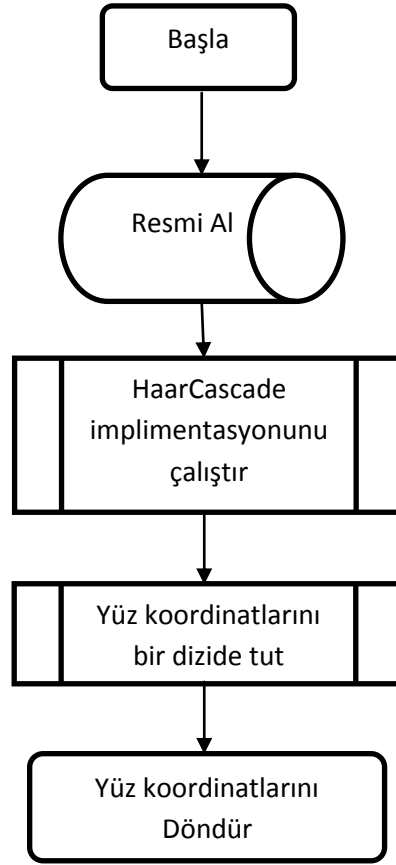 Başla
Resmi Al
HaarCascade
implimentasyonunu
çalıştır
Yüz koordinatlarını
bir dizide tut
Yüz koordinatlarını
Döndür